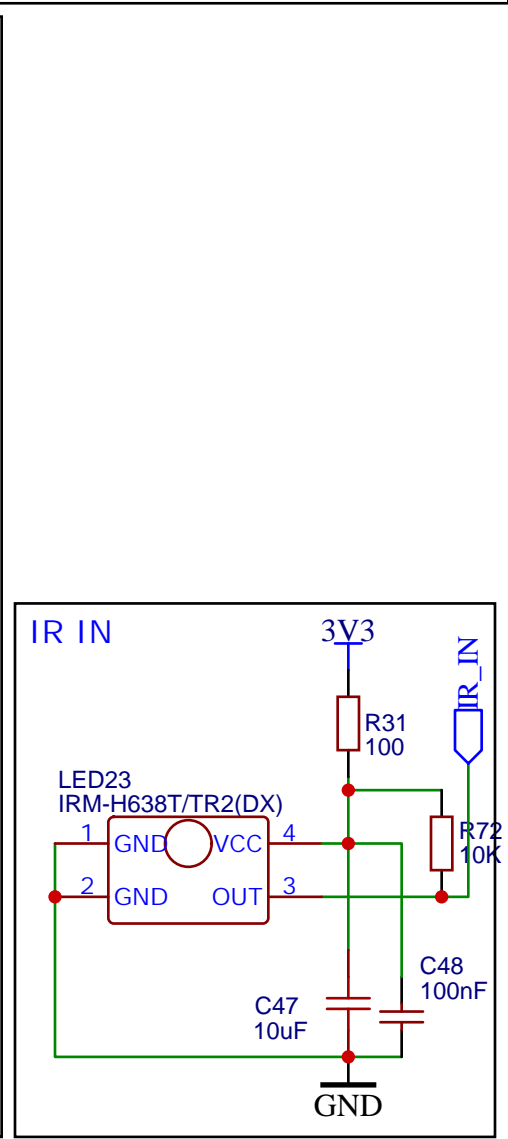 IR IN
3V3
IR_IN
R31
100
LED23
IRM-H638T/TR2(DX)
1 GND VCC 4
R72
10K
2 GND OUT 3
C48
100nF
C47
10uF
GND